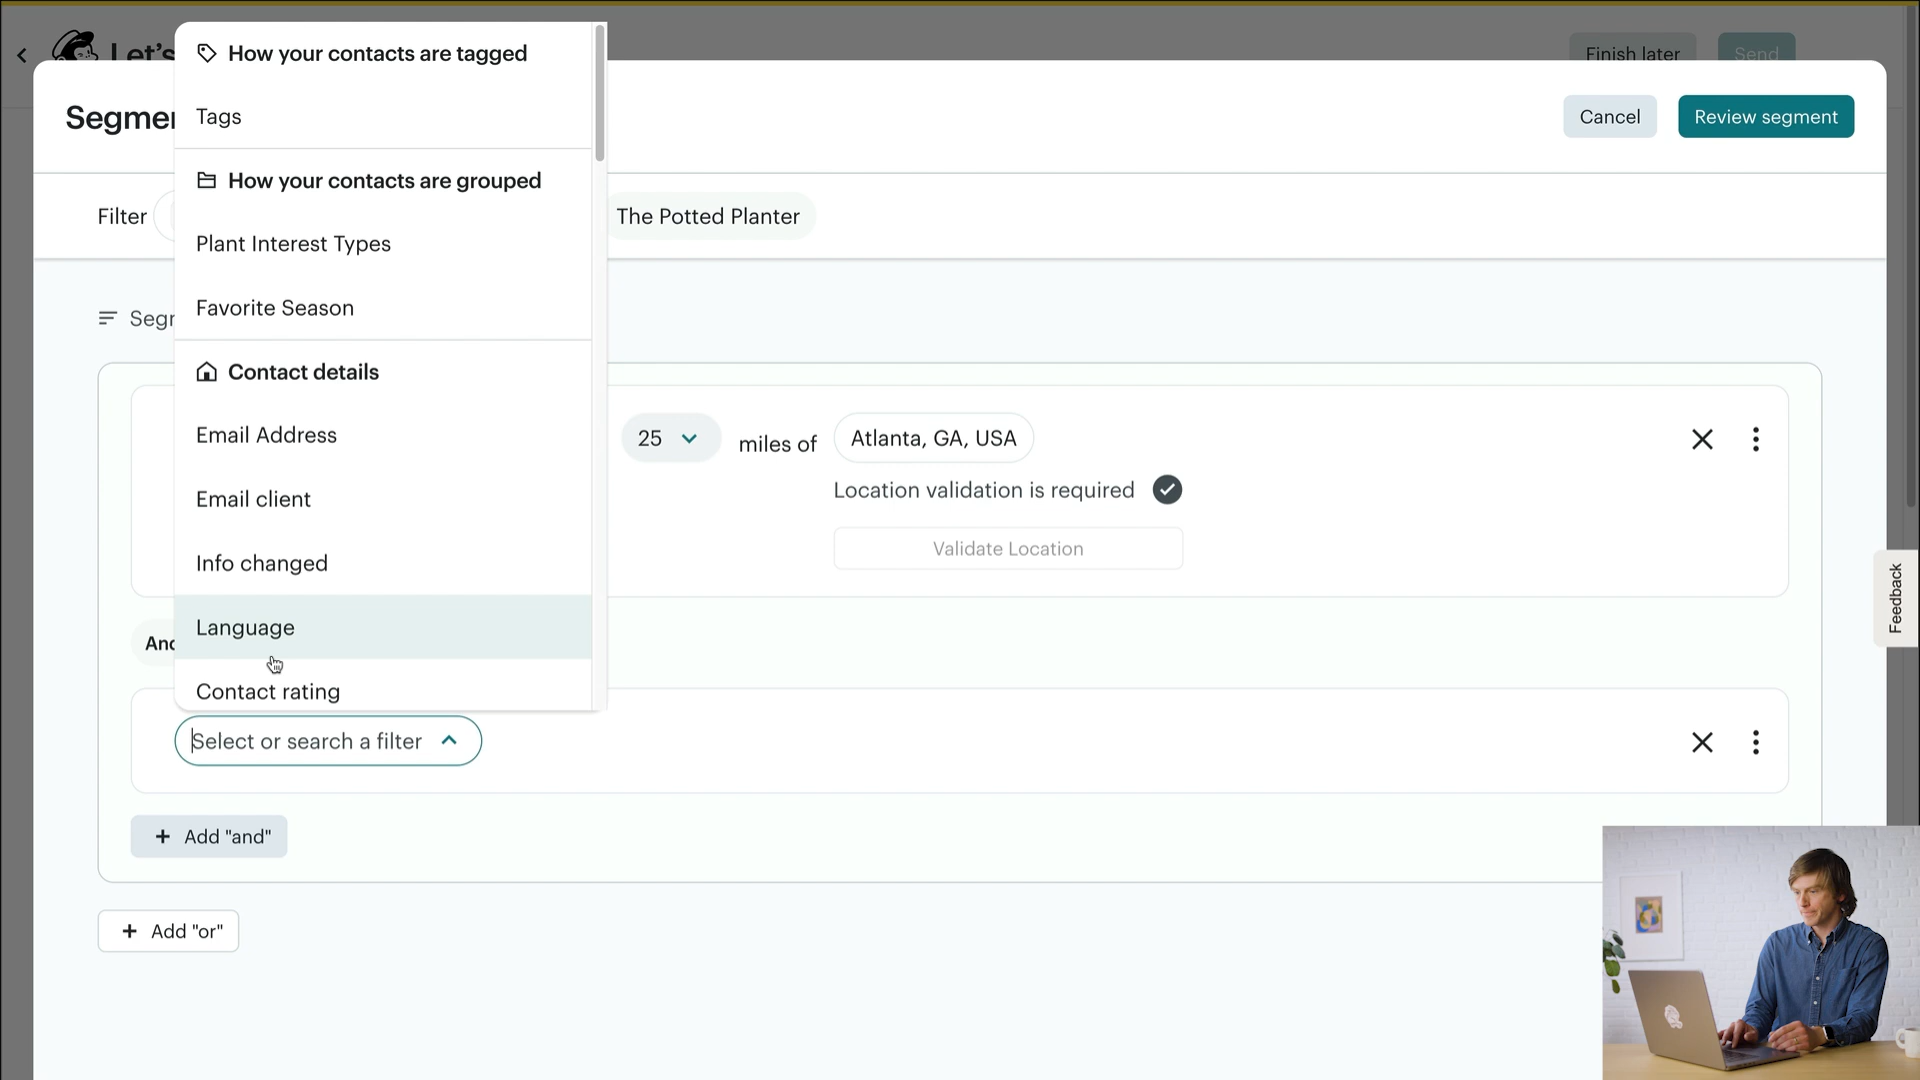 Let's
Finish later
Send
How your contacts are tagged
Tags
Cancel
Review segment
How your contacts are grouped
Filter
The Potted Planter
Plant Interest Types
Favorite Season
Contact details
25
miles of
Atlanta, GA, USA
Email Address
Location validation is required
Email client
Validate Location
Info changed
Feedback
Language
Contact rating
Select or search a filter
+ Add "and"
+ Add "or"